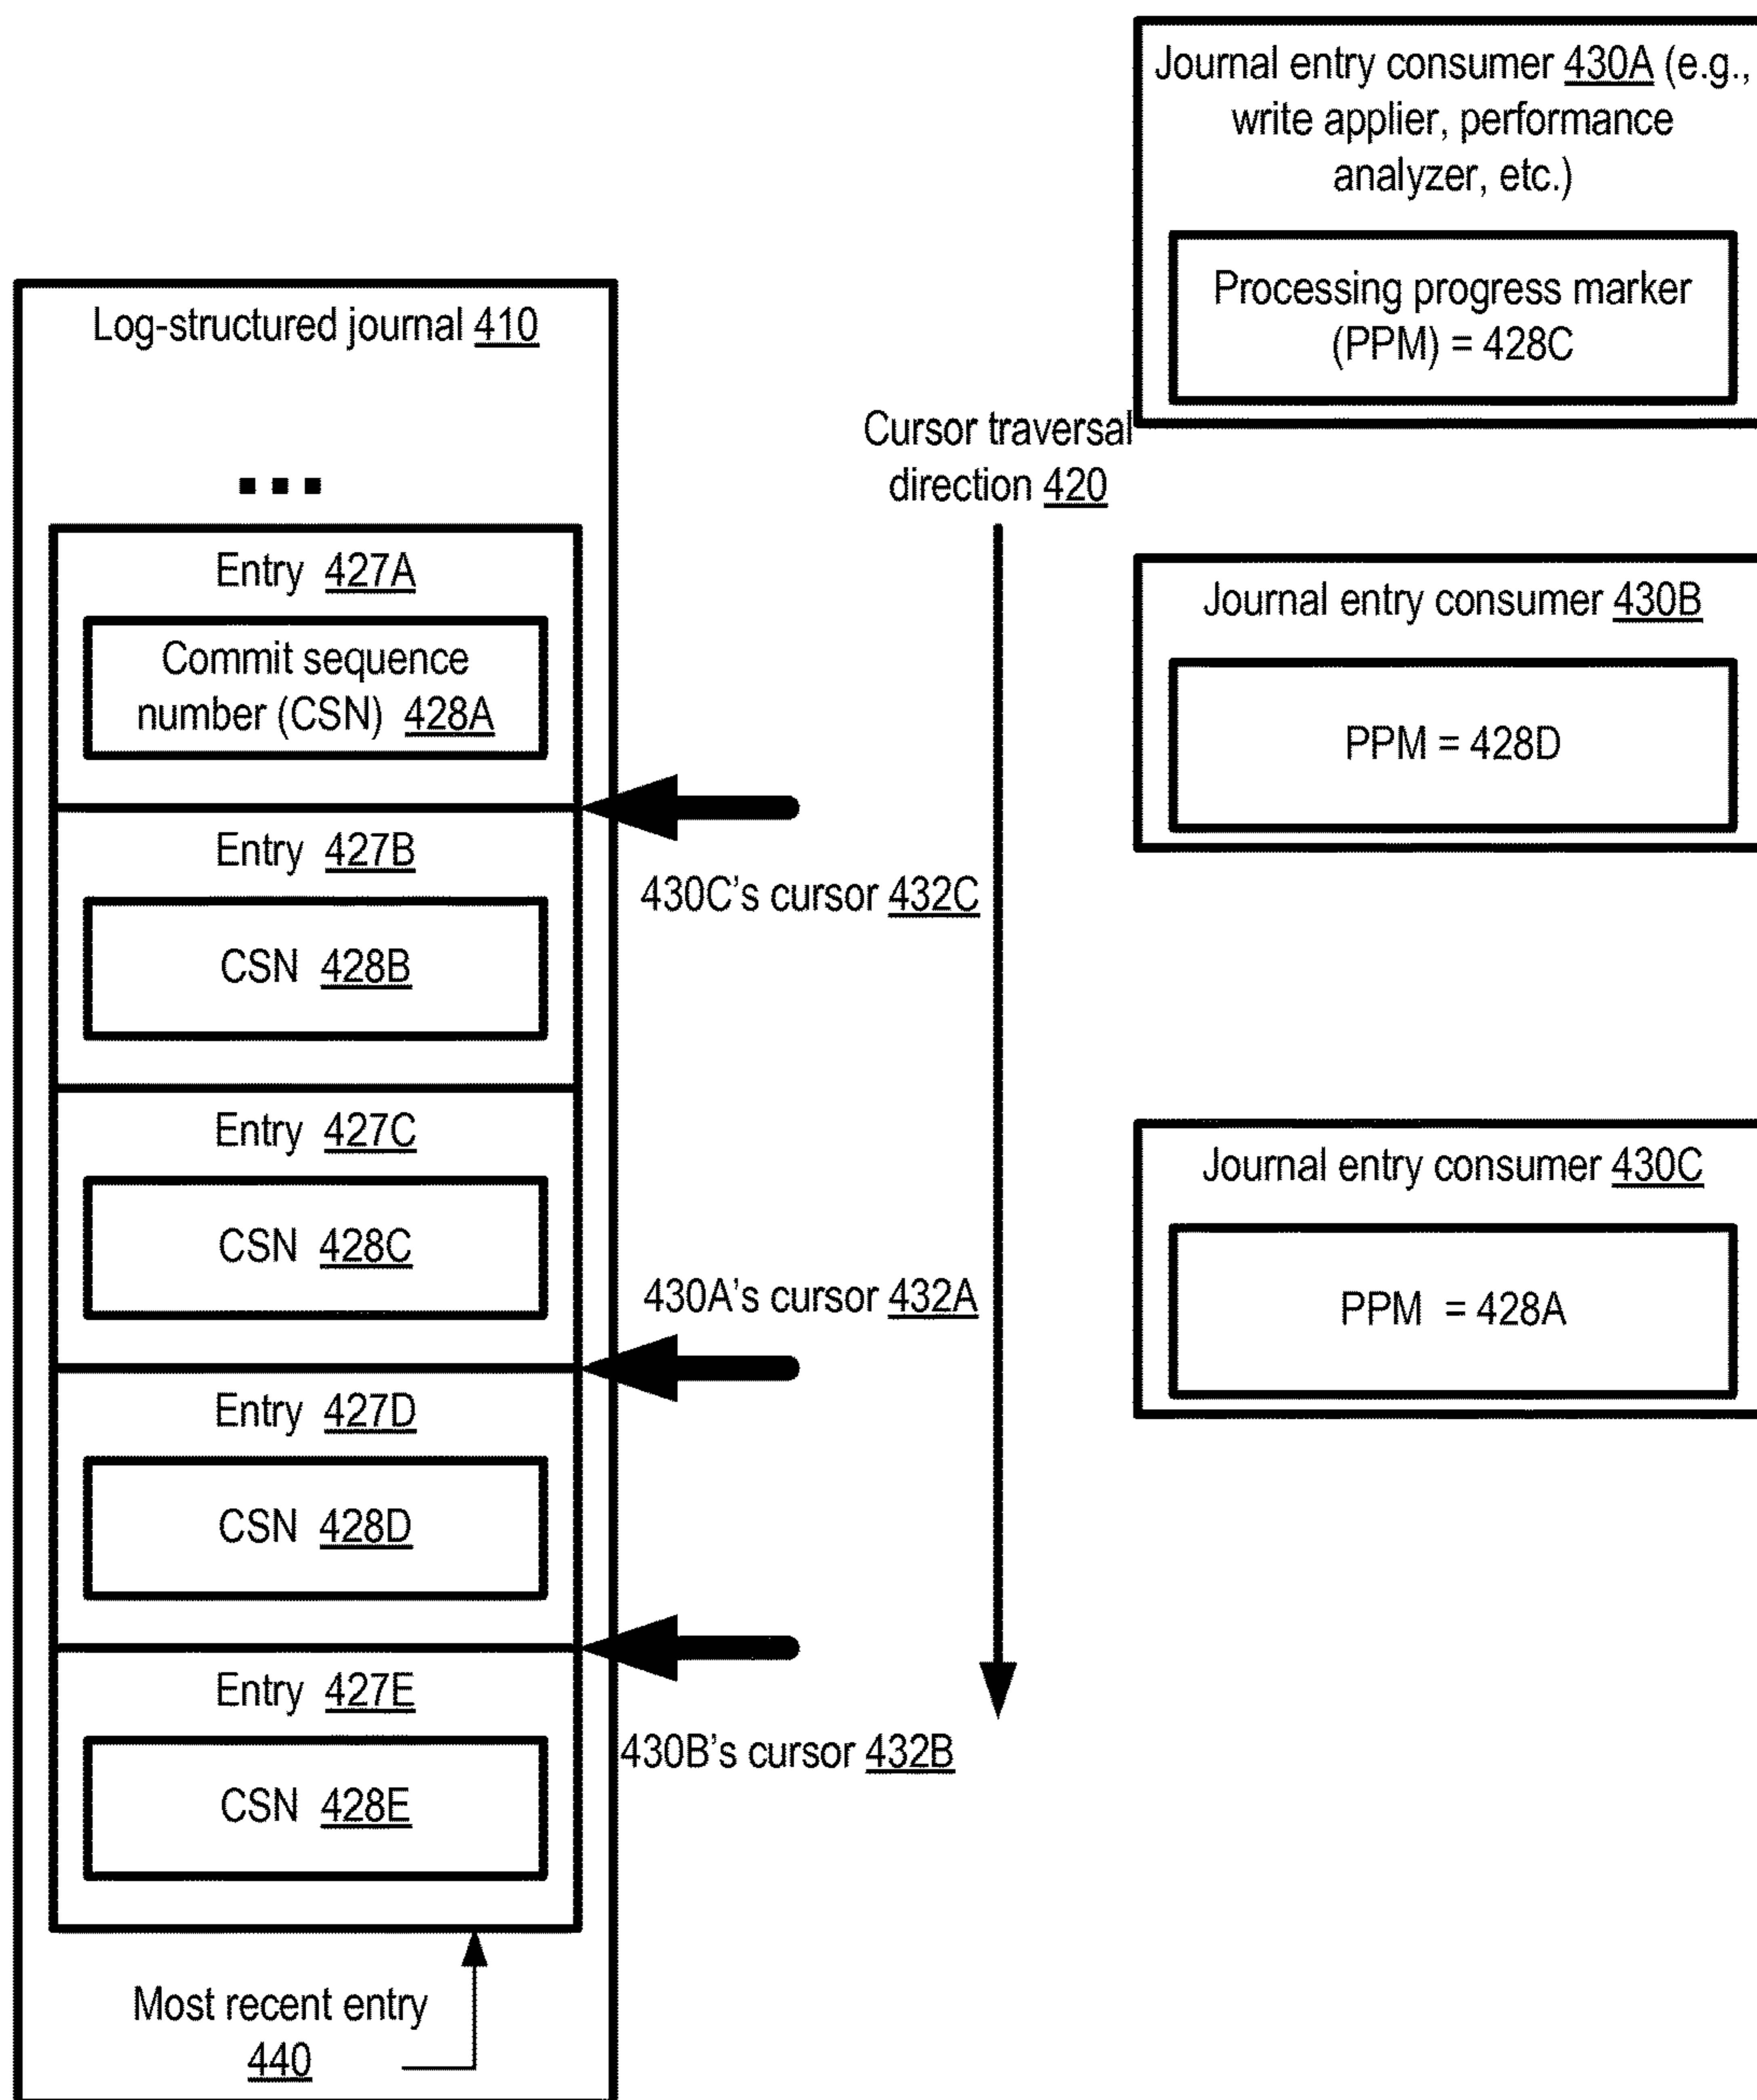 Journal entry consumer 430A (e.g.,
write applier, performance
analyzer, etc.)
Processing progress marker
(PPM) = 428C
Log-structured journal 410
...
Cursor traversal
direction 420
Entry 427A
Commit sequence
number (CSN) 428A
Journal entry consumer 430B
PPM = 428D
Entry 427B
430C's cursor 432C
CSN 428B
Entry 427C
CSN 428C
Journal entry consumer 430C
430A's cursor 432A
PPM = 428A
Entry 427D
CSN 428D
Entry 427E
430B's cursor 432B
CSN 428E
Most recent entry
440